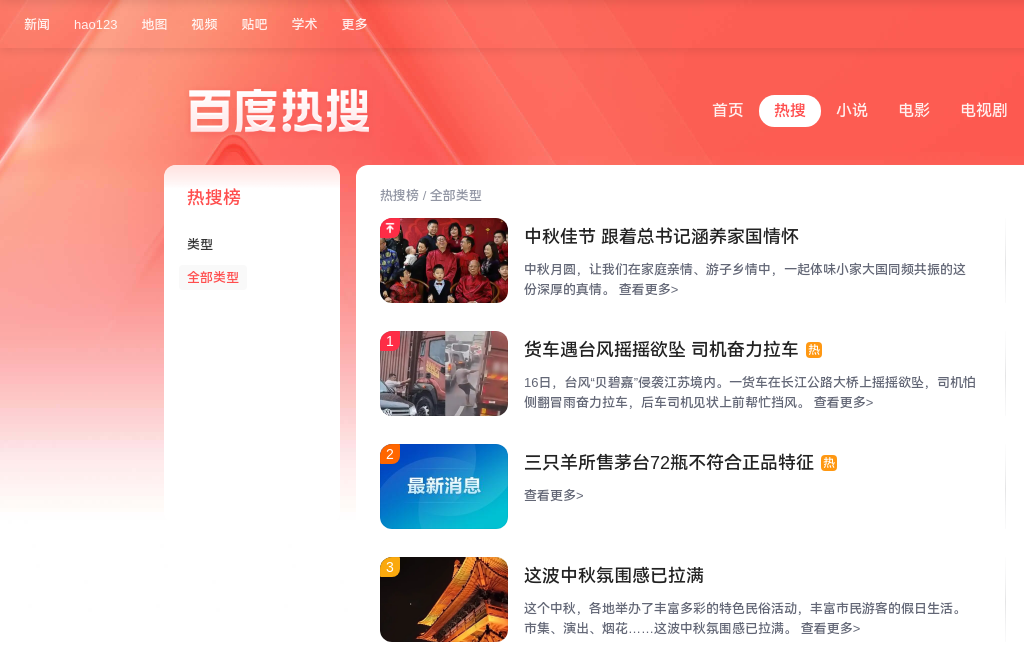 新闻 hao123 地图 视频 贴吧 学术 更多
百度热搜
首页 热搜 小说 电影 电视剧
热搜榜
类型
全部类型
热搜榜 / 全部类型
中秋佳节 跟着总书记涵养家国情怀
中秋月圆，让我们在家庭亲情、游子乡情中，一起体味小家大国同频共振的这
份深厚的真情。 查看更多>
1
货车遇台风摇摇欲坠 司机奋力拉车 热
16日，台风“贝碧嘉”侵袭江苏境内。一货车在长江公路大桥上摇摇欲坠，司机怕
侧翻冒雨奋力拉车，后车司机见状上前帮忙挡风。 查看更多>
2
最新消息
三只羊所售茅台72瓶不符合正品特征 热
查看更多>
3
这波中秋氛围感已拉满
这个中秋，各地举办了丰富多彩的特色民俗活动，丰富市民游客的假日生活。
市集、演出、烟花……这波中秋氛围感已拉满。 查看更多>